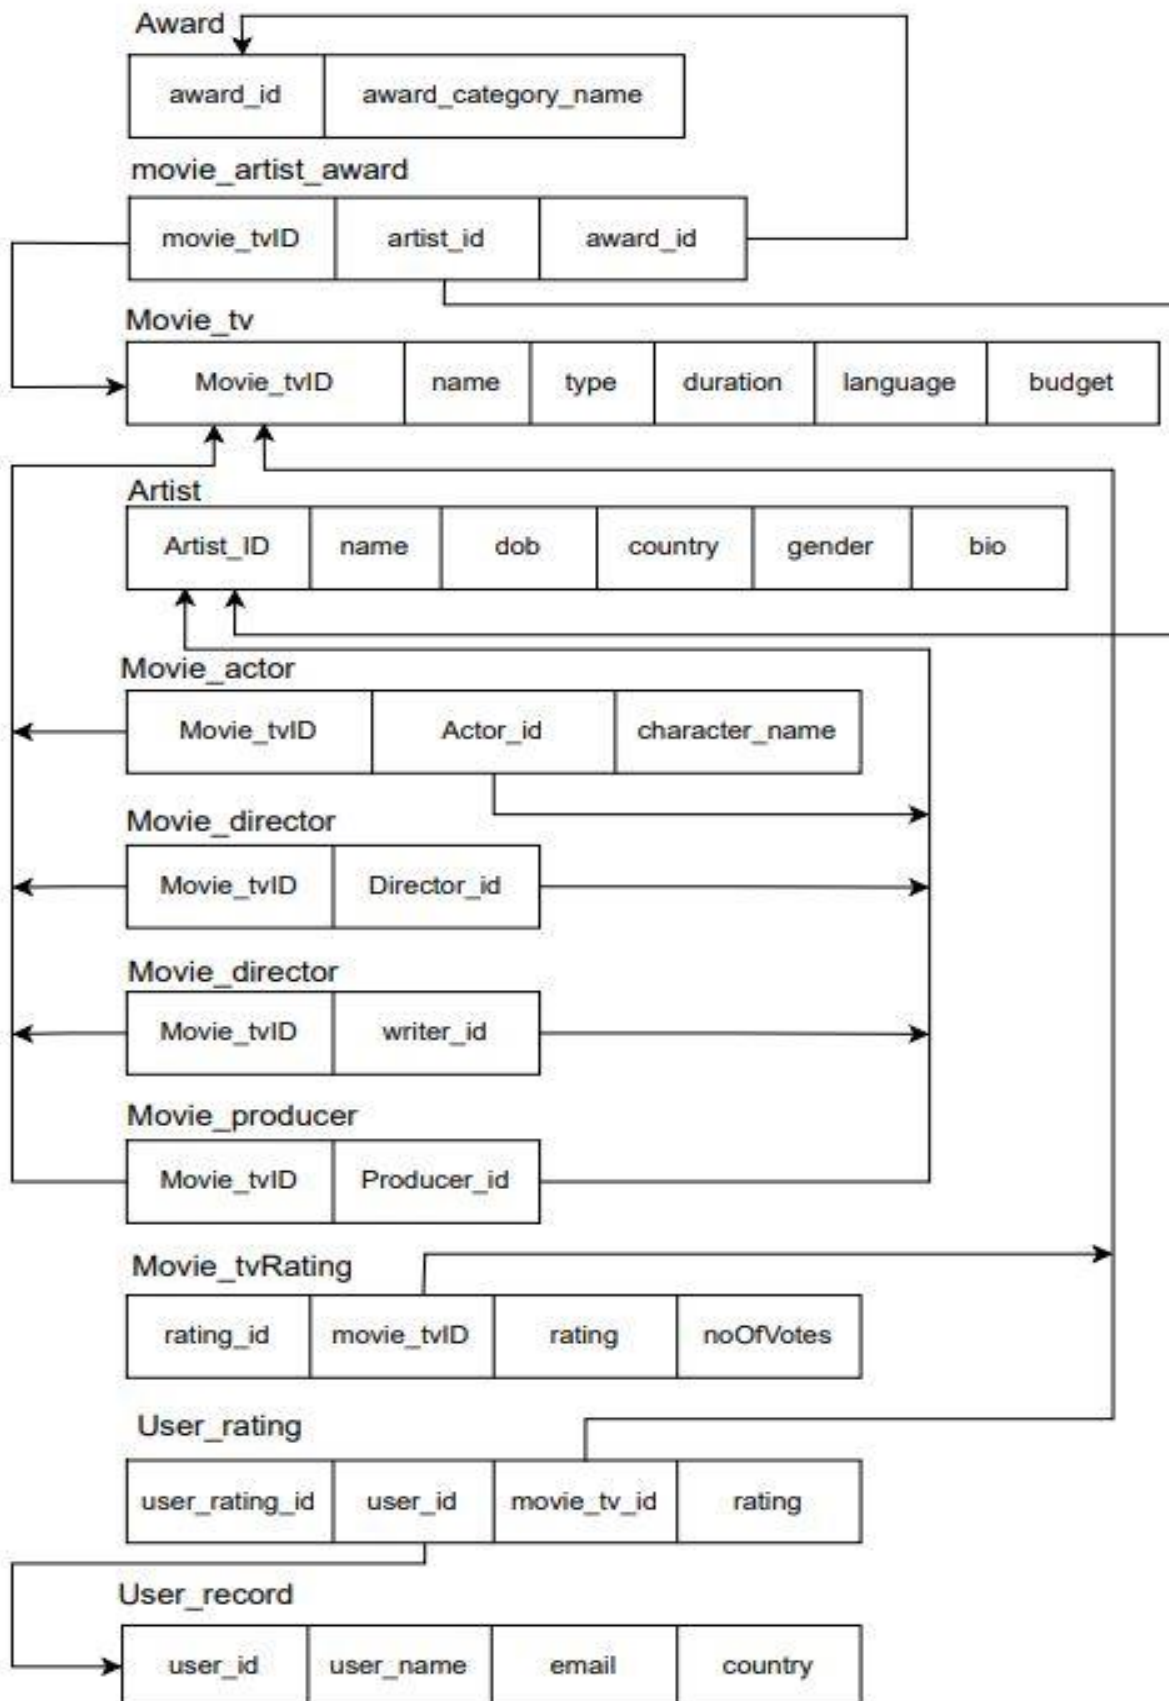 Award
award_id award_category_name
movie_artist_award
movie_tvID artist_id award_id
Movie_tv
Movie_tvID name type duration language budget
Artist
Artist_ID name dob country gender bio
Movie_actor
Movie_tvID Actor_id character_name
Movie_director
Movie_tvID Director_id
Movie_director
Movie_tvID writer_id
Movie_producer
Movie_tvID Producer_id
Movie_tvRating
rating_id movie_tvID rating noOfVotes
User_rating
user_rating_id user_id movie_tv_id rating
User_record
user_id user_name email country